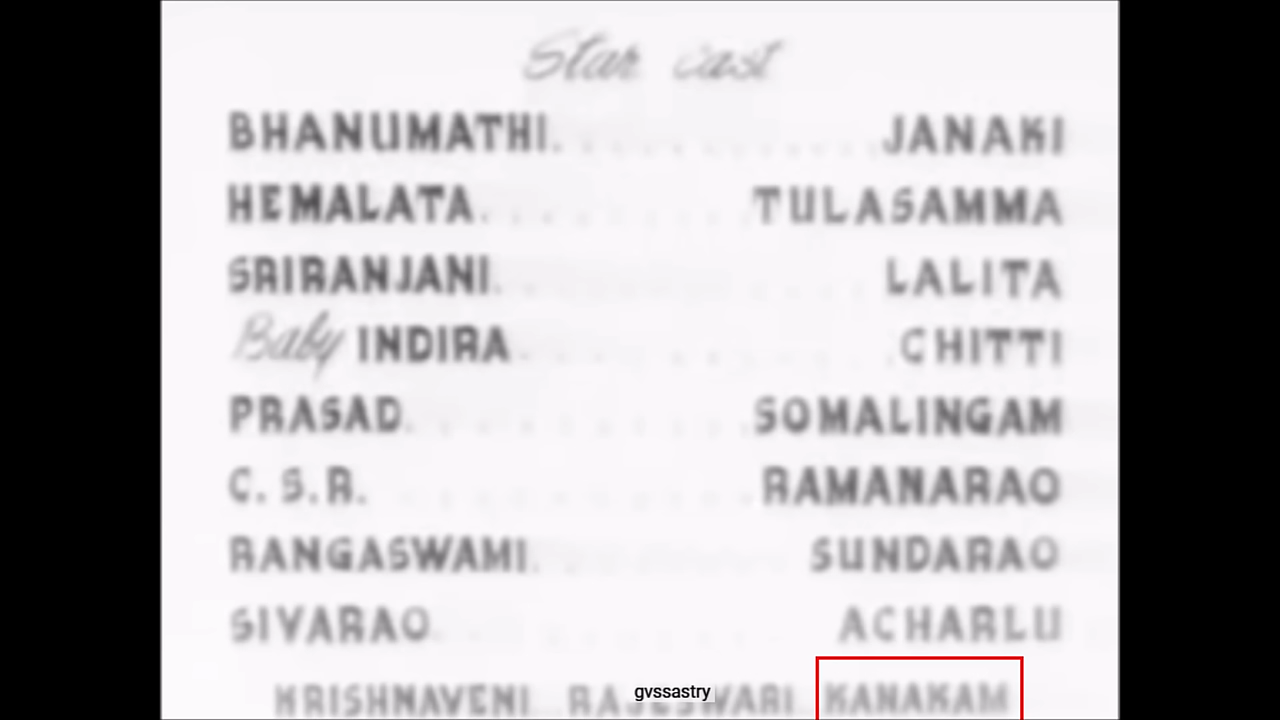 Star cast
BHANUMATHI. JANAKI
HEMALATA. TULASAMMA
SRIRANJANI. LALITA
Baby INDIRA. CHITTI
PRASAD. SOMALINGAM
C. S. R. RAMANARAO
RANGASWAMI. SUNDARAO
SIVARAO. ACHARLU
KRISHNAVENI RAJESWARI KANAKAM
gvssastry